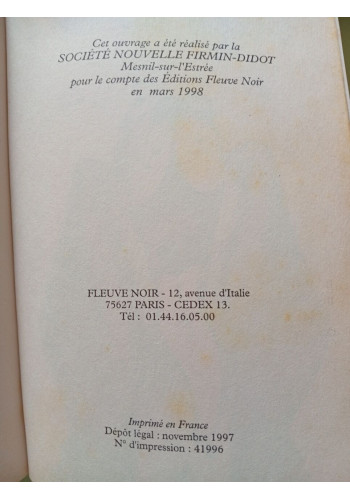 Cet ouvrage a été réalisé par la
SOCIÉTÉ NOUVELLE FIRMIN-DIDOT
Mesnil-sur-l'Estrée
pour le compte des Éditions Fleuve Noir
en mars 1998
FLEUVE NOIR - 12, avenue d'Italie
75627 PARIS - CEDEX 13.
Tél : 01.44.16.05.00
Imprimé en France
Dépôt légal : novembre 1997
N° d'impression : 41996